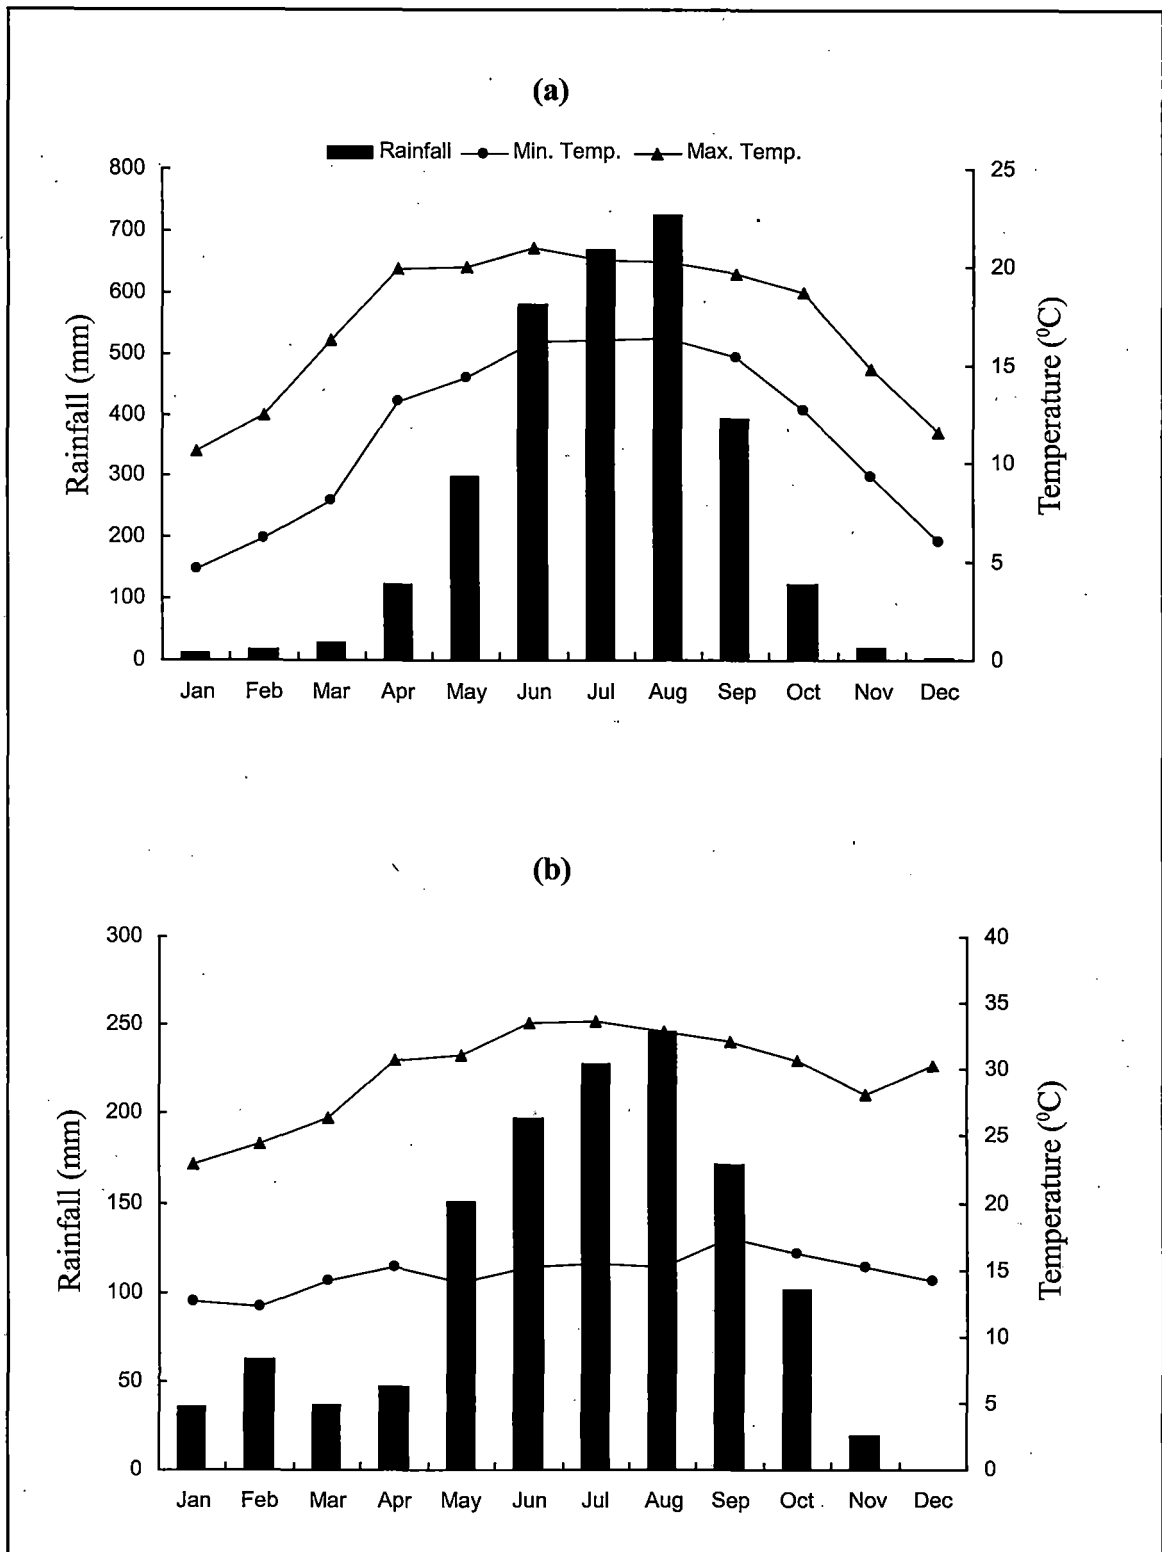 (a)
Rainfall Min. Temp. Max. Temp.
800 25
700
600 20
500 15
400
300 10
200 5
100
0 0
Rainfall (mm)
Temperature (⁰C)
Jan Feb Mar Apr May Jun Jul Aug Sep Oct Nov Dec
(b)
300 40
250 35
30
200 25
150 20
100 15
10
50 5
0 0
Rainfall (mm)
Temperature (⁰C)
Jan Feb Mar Apr May Jun Jul Aug Sep Oct Nov Dec